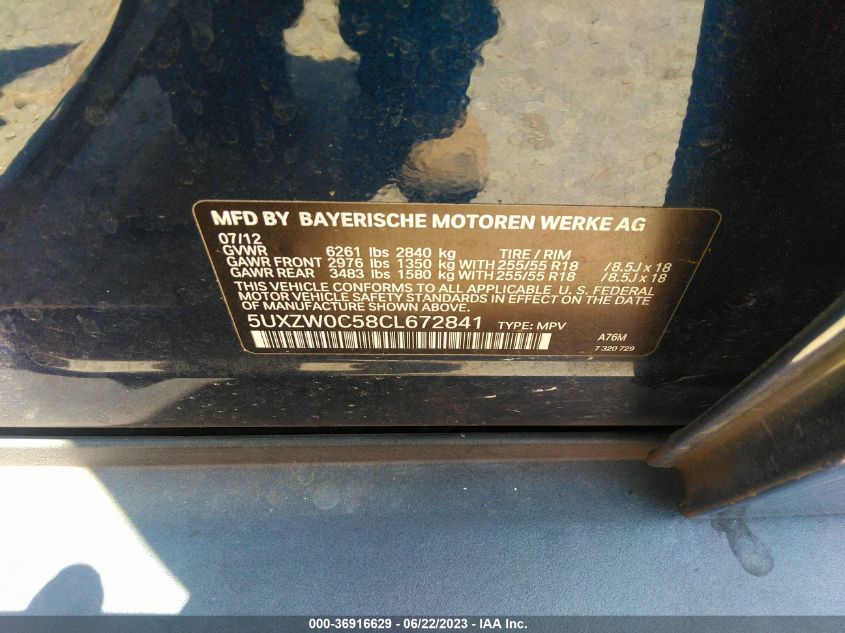 MFD BY BAYERISCHE MOTOREN WERKE AG
07/12
GVWR 6261 lbs 2840 kg TIRE / RIM
GAWR FRONT 2976 lbs 1350 kg WITH 255/55 R18 / 8.5J x 18
GAWR REAR 3483 lbs 1580 kg WITH 255/55 R18 / 8.5J x 18
THIS VEHICLE CONFORMS TO ALL APPLICABLE U. S. FEDERAL
MOTOR VEHICLE SAFETY STANDARDS IN EFFECT ON THE DATE
OF MANUFACTURE SHOWN ABOVE.
5UXZW0C58CL672841 TYPE: MPV A76M
7 320 729
000-36916629 - 06/22/2023 - IAA Inc.